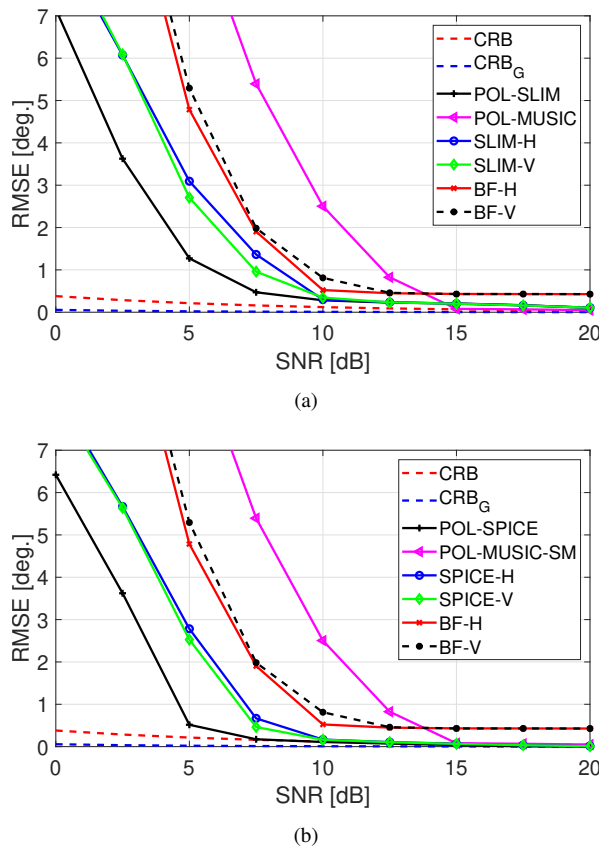 7
6
5
4
3
2
1
0
RMSE [deg.]
CRB
CRB_G
POL-SLIM
POL-MUSIC
SLIM-H
SLIM-V
BF-H
BF-V
0 5 10 15 20
SNR [dB]
(a)
7
6
5
4
3
2
1
0
RMSE [deg.]
CRB
CRB_G
POL-SPICE
POL-MUSIC-SM
SPICE-H
SPICE-V
BF-H
BF-V
0 5 10 15 20
SNR [dB]
(b)